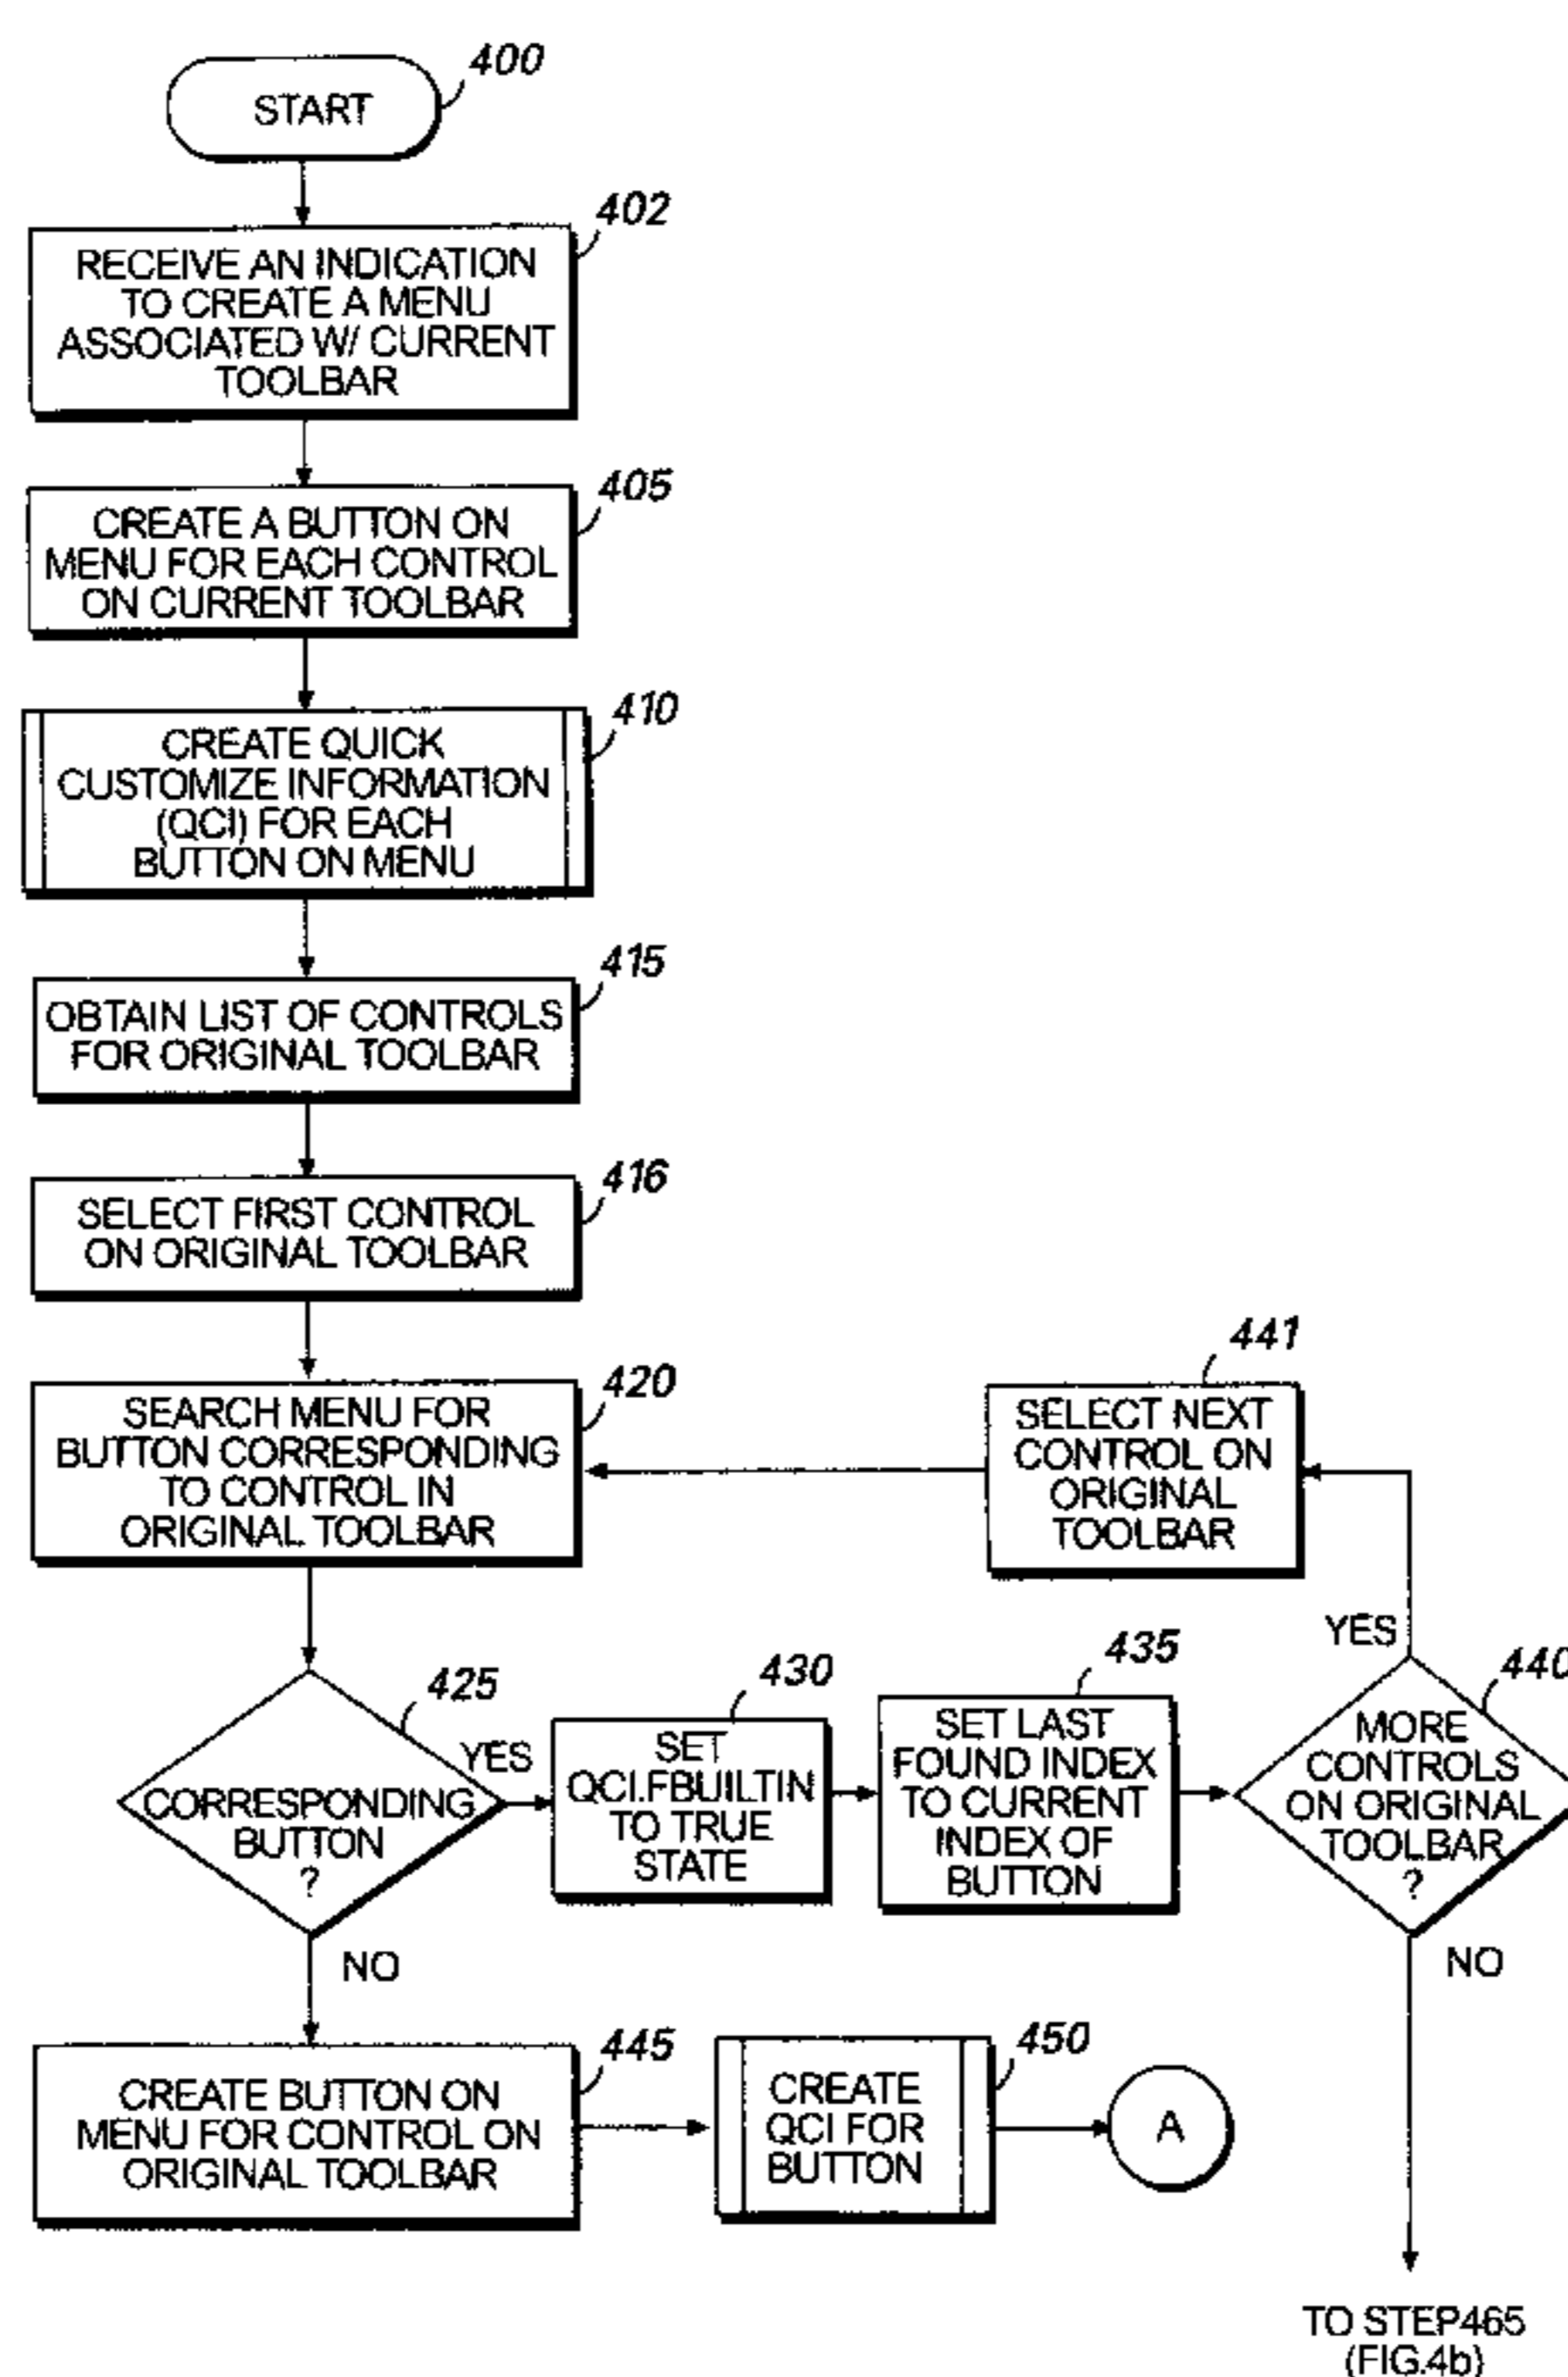 400
START
402
RECEIVE AN INDICATION
TO CREATE A MENU
ASSOCIATED W/ CURRENT
TOOLBAR
405
CREATE A BUTTON ON
MENU FOR EACH CONTROL
ON CURRENT TOOLBAR
410
CREATE QUICK
CUSTOMIZE INFORMATION
(QCI) FOR EACH
BUTTON ON MENU
415
OBTAIN LIST OF CONTROLS
FOR ORIGINAL TOOLBAR
416
SELECT FIRST CONTROL
ON ORIGINAL TOOLBAR
420
SEARCH MENU FOR
BUTTON CORRESPONDING
TO CONTROL IN
ORIGINAL TOOLBAR
441
SELECT NEXT
CONTROL ON
ORIGINAL
TOOLBAR
425
CORRESPONDING
BUTTON
?
YES
430
SET
QCI.FBUILTIN
TO TRUE
STATE
435
SET LAST
FOUND INDEX
TO CURRENT
INDEX OF
BUTTON
YES
440
MORE
CONTROLS
ON ORIGINAL
TOOLBAR
?
NO
NO
445
CREATE BUTTON ON
MENU FOR CONTROL ON
ORIGINAL TOOLBAR
450
CREATE
QCI FOR
BUTTON
A
TO STEP465
(FIG.4b)